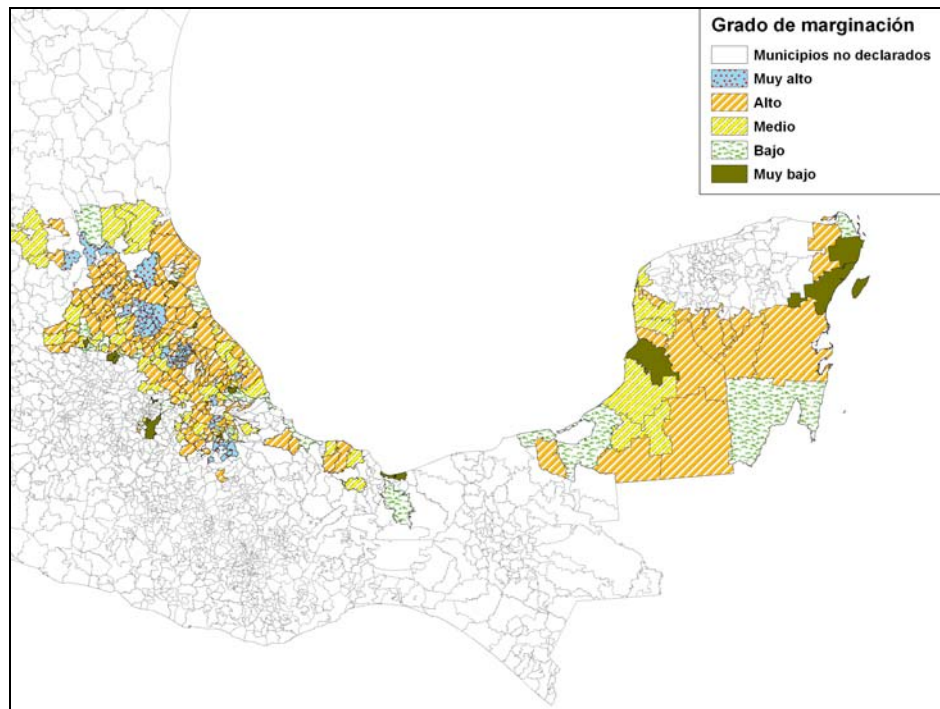 Grado de marginación
Municipios no declarados
Muy alto
Alto
Medio
Bajo
Muy bajo